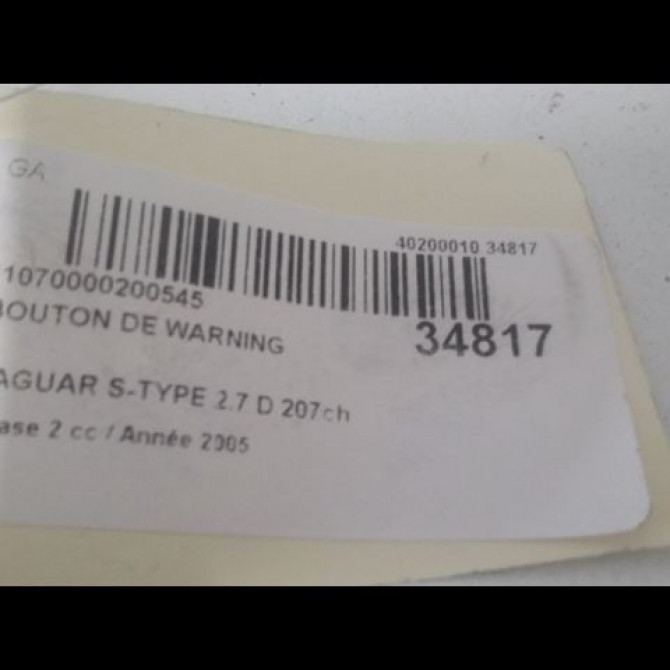 GA
40200010 34817
1070000200545
BOUTON DE WARNING
34817
AGUAR S-TYPE 2.7 D 207ch
ase 2 cc / Année 2005